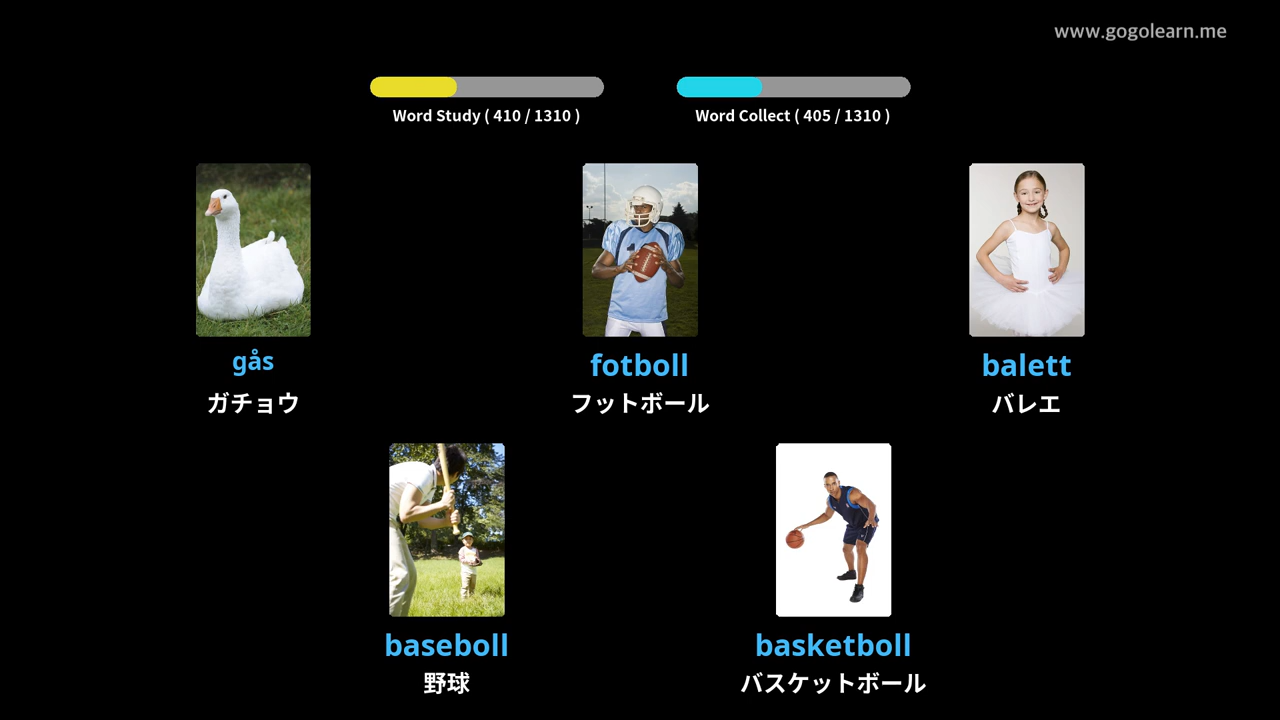 www.gogolearn.me
Word Study ( 410 / 1310 )
Word Collect ( 405 / 1310 )
gås
ガチョウ
fotboll
フットボール
balett
バレエ
baseboll
野球
basketboll
バスケットボール